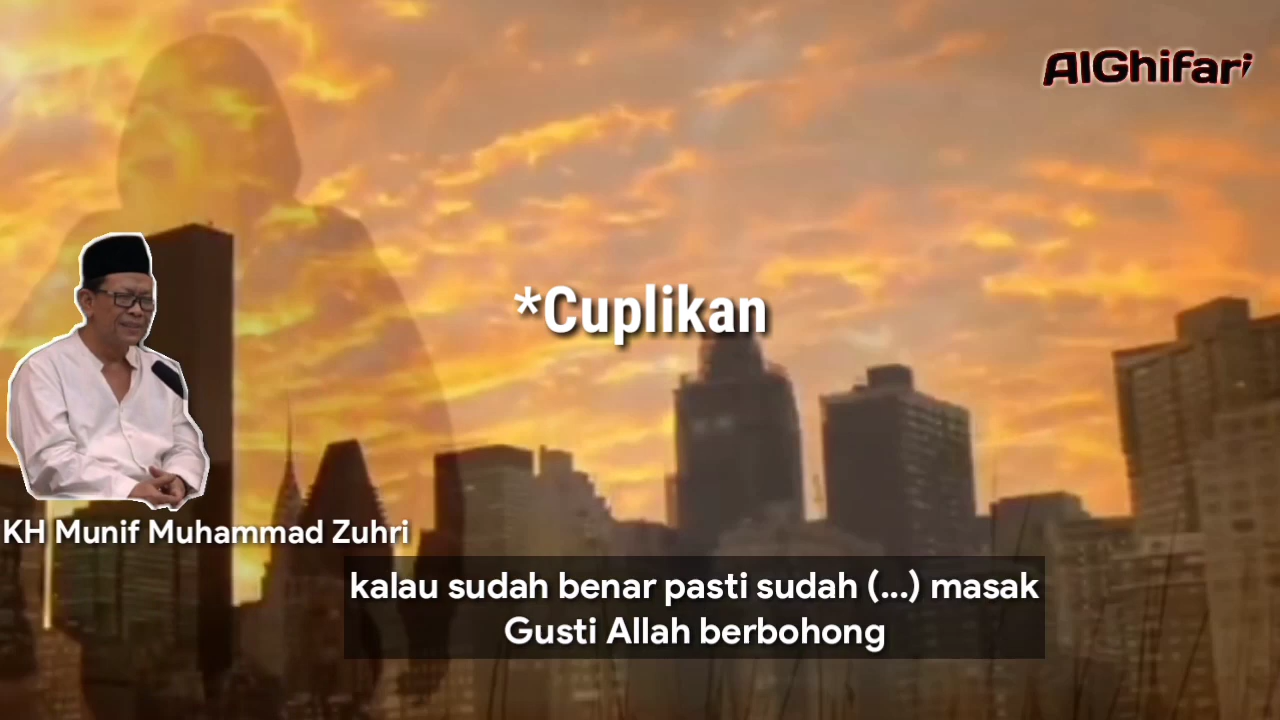 AlGhifari
*Cuplikan
KH Munif Muhammad Zuhri
kalau sudah benar pasti sudah (...) masak
Gusti Allah berbohong